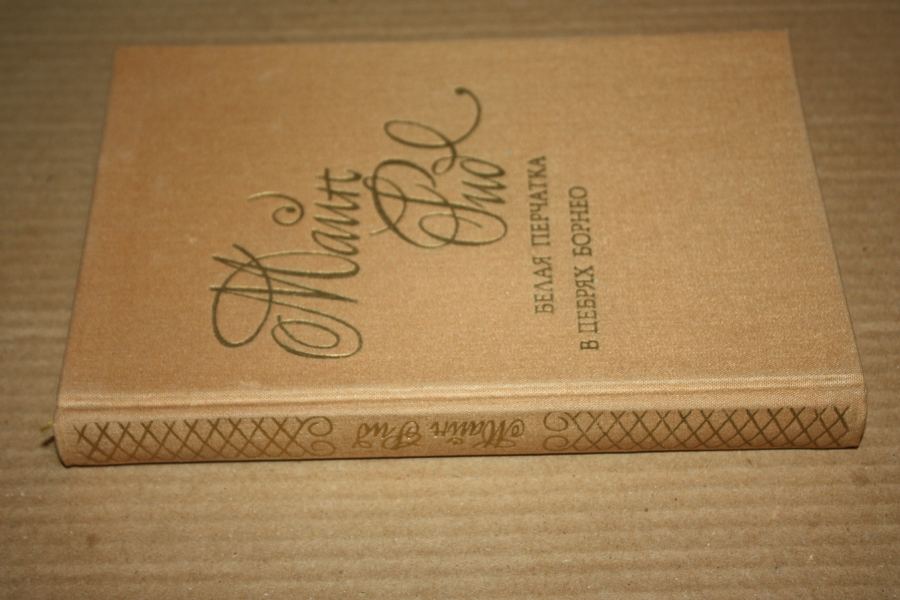 Майн
Рид
БЕЛАЯ ПЕРЧАТКА
В ДЕБРЯХ БОРНЕО
Майн Рид